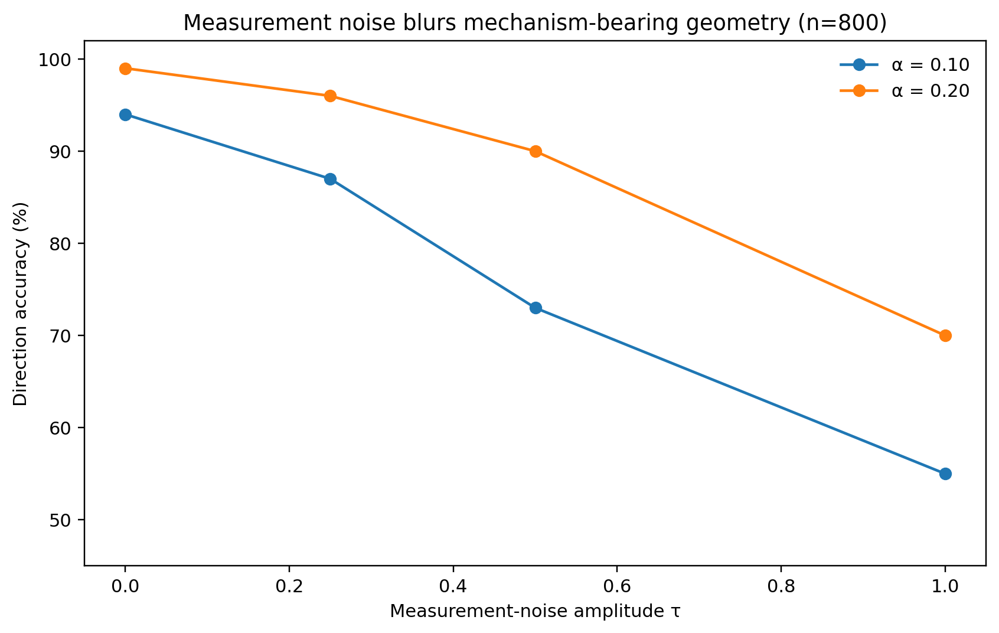 Measurement noise blurs mechanism-bearing geometry (n=800)
α = 0.10
α = 0.20
Direction accuracy (%)
100
90
80
70
60
50
0.0 0.2 0.4 0.6 0.8 1.0
Measurement-noise amplitude τ